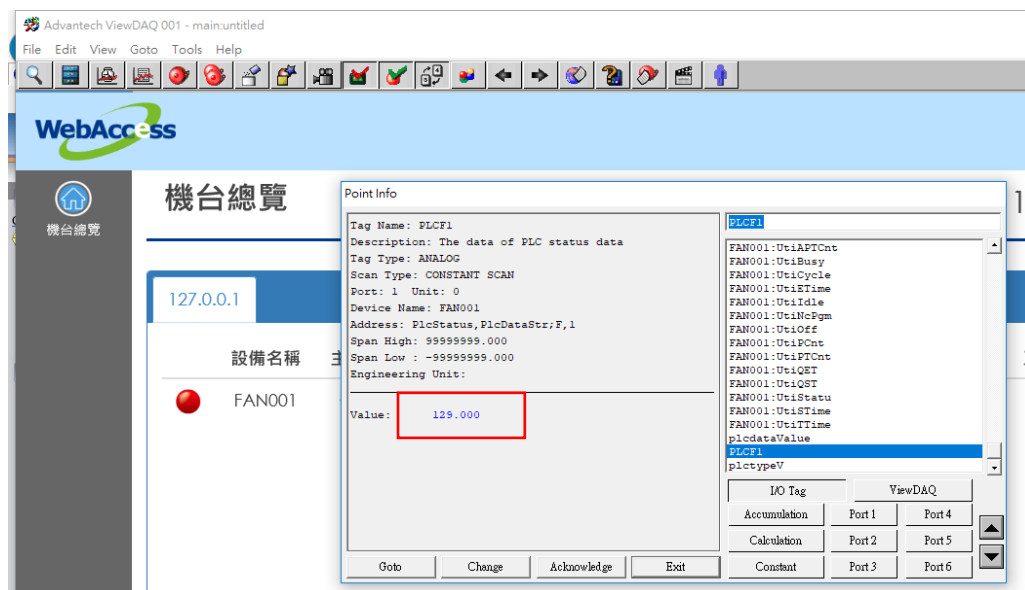 Advantech ViewDAQ 001 - main:untitled
File Edit View Goto Tools Help
WebAccess
機台總覽
機台總覽
127.0.0.1
設備名稱
FAN001
Point Info
Tag Name: PLCF1
Description: The data of PLC status data
Tag Type: ANALOG
Scan Type: CONSTANT SCAN
Port: 1 Unit: 0
Device Name: FAN001
Address: PlcStatus,PlcDataStr;F,1
Span High: 99999999.000
Span Low : -99999999.000
Engineering Unit:
Value: 129.000
Goto Change Acknowledge Exit
PLCF1
FAN001:UtiAPTCnt
FAN001:UtiBusy
FAN001:UtiCycle
FAN001:UtiETime
FAN001:UtiIdle
FAN001:UtiNcPgm
FAN001:UtiOff
FAN001:UtiPCnt
FAN001:UtiPTCnt
FAN001:UtiQET
FAN001:UtiQST
FAN001:UtiStatu
FAN001:UtiSTime
FAN001:UtiTTime
plcdataValue
PLCF1
plctypeV
I/O Tag ViewDAQ
Accumulation Port 1 Port 4
Calculation Port 2 Port 5
Constant Port 3 Port 6